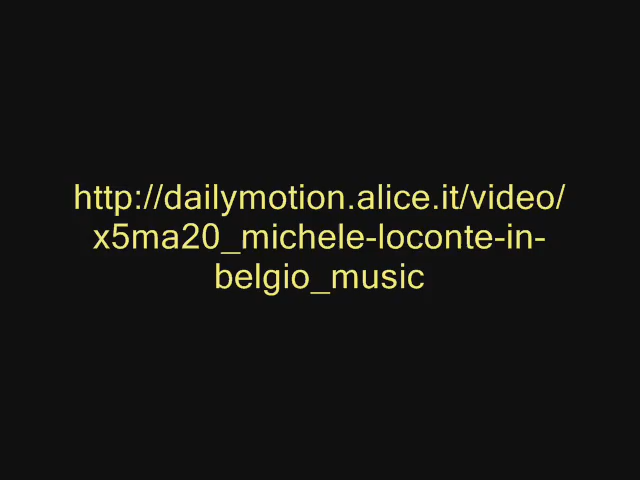 http://dailymotion.alice.it/video/
x5ma20_michele-loconte-in-
belgio_music